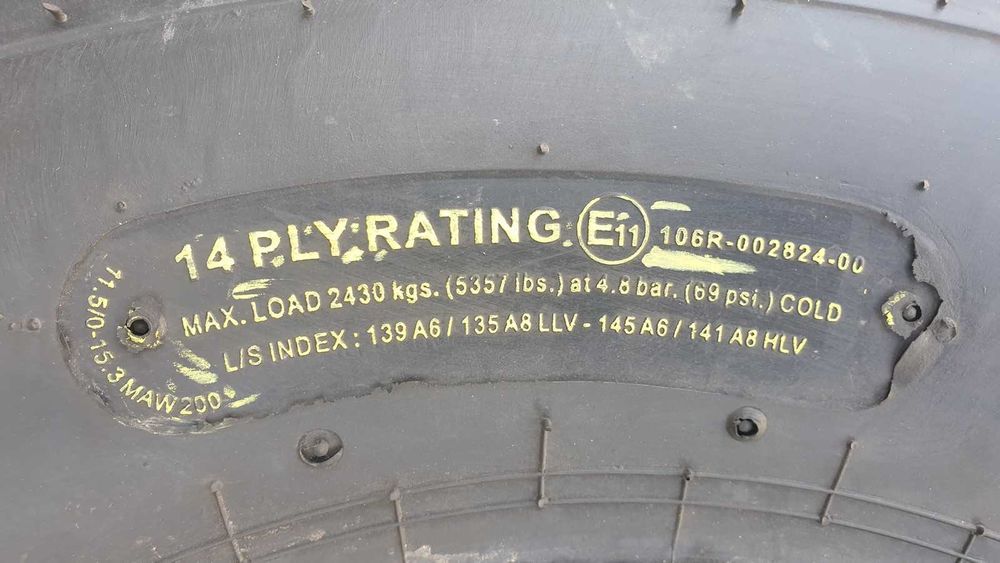 14 PLY RATING E11 106R-002824-00
MAX. LOAD 2430 kgs. (5357 lbs.) at 4.8 bar. (69 psi.) COLD
L/S INDEX : 139 A6 / 135 A8 LLV - 145 A6 / 141 A8 HLV
11.5/0-15.3 MAW 200